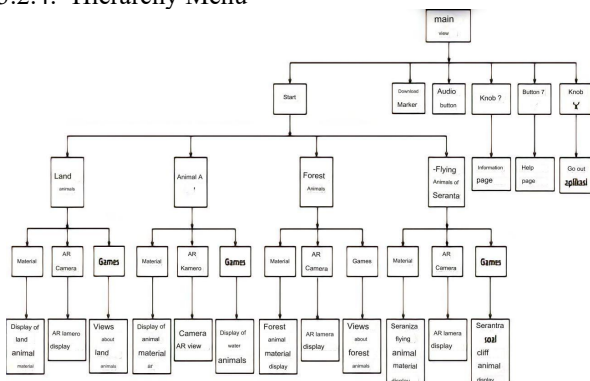 Hierarchy Menu
main
view
Start
Download
Marker
Audio
button
Knob ?
Button ?
Knob
Information
page
Help
page
Go out
aplikasi
Land
animals
Animal A
Forest
Animals
-Flying
Animals of
Seranta
Material
AR
Camera
Games
Material
AR
Kamero
Games
Material
AR
Camera
Games
Material
AR
Camera
Games
Display of
land
animal
material
AR lamero
display
Views
about
land
animals
Display of
animal
material
ar
Camera
AR view
Display of
water
animals
Forest
animal
material
display
AR lamera
display
Views
about
forest
animals
Seraniza
flying
animal
material
display
AR lamera
display
Serantra
soal
cliff
animal
display